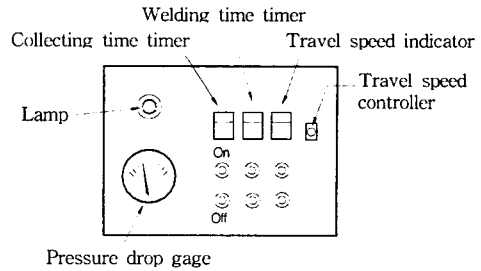 Welding time timer
Collecting time timer
Travel speed indicator
Travel speed
controller
Lamp
On
Off
Pressure drop gage